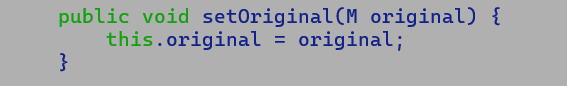 public void setOriginal(M original) {
    this.original = original;
}